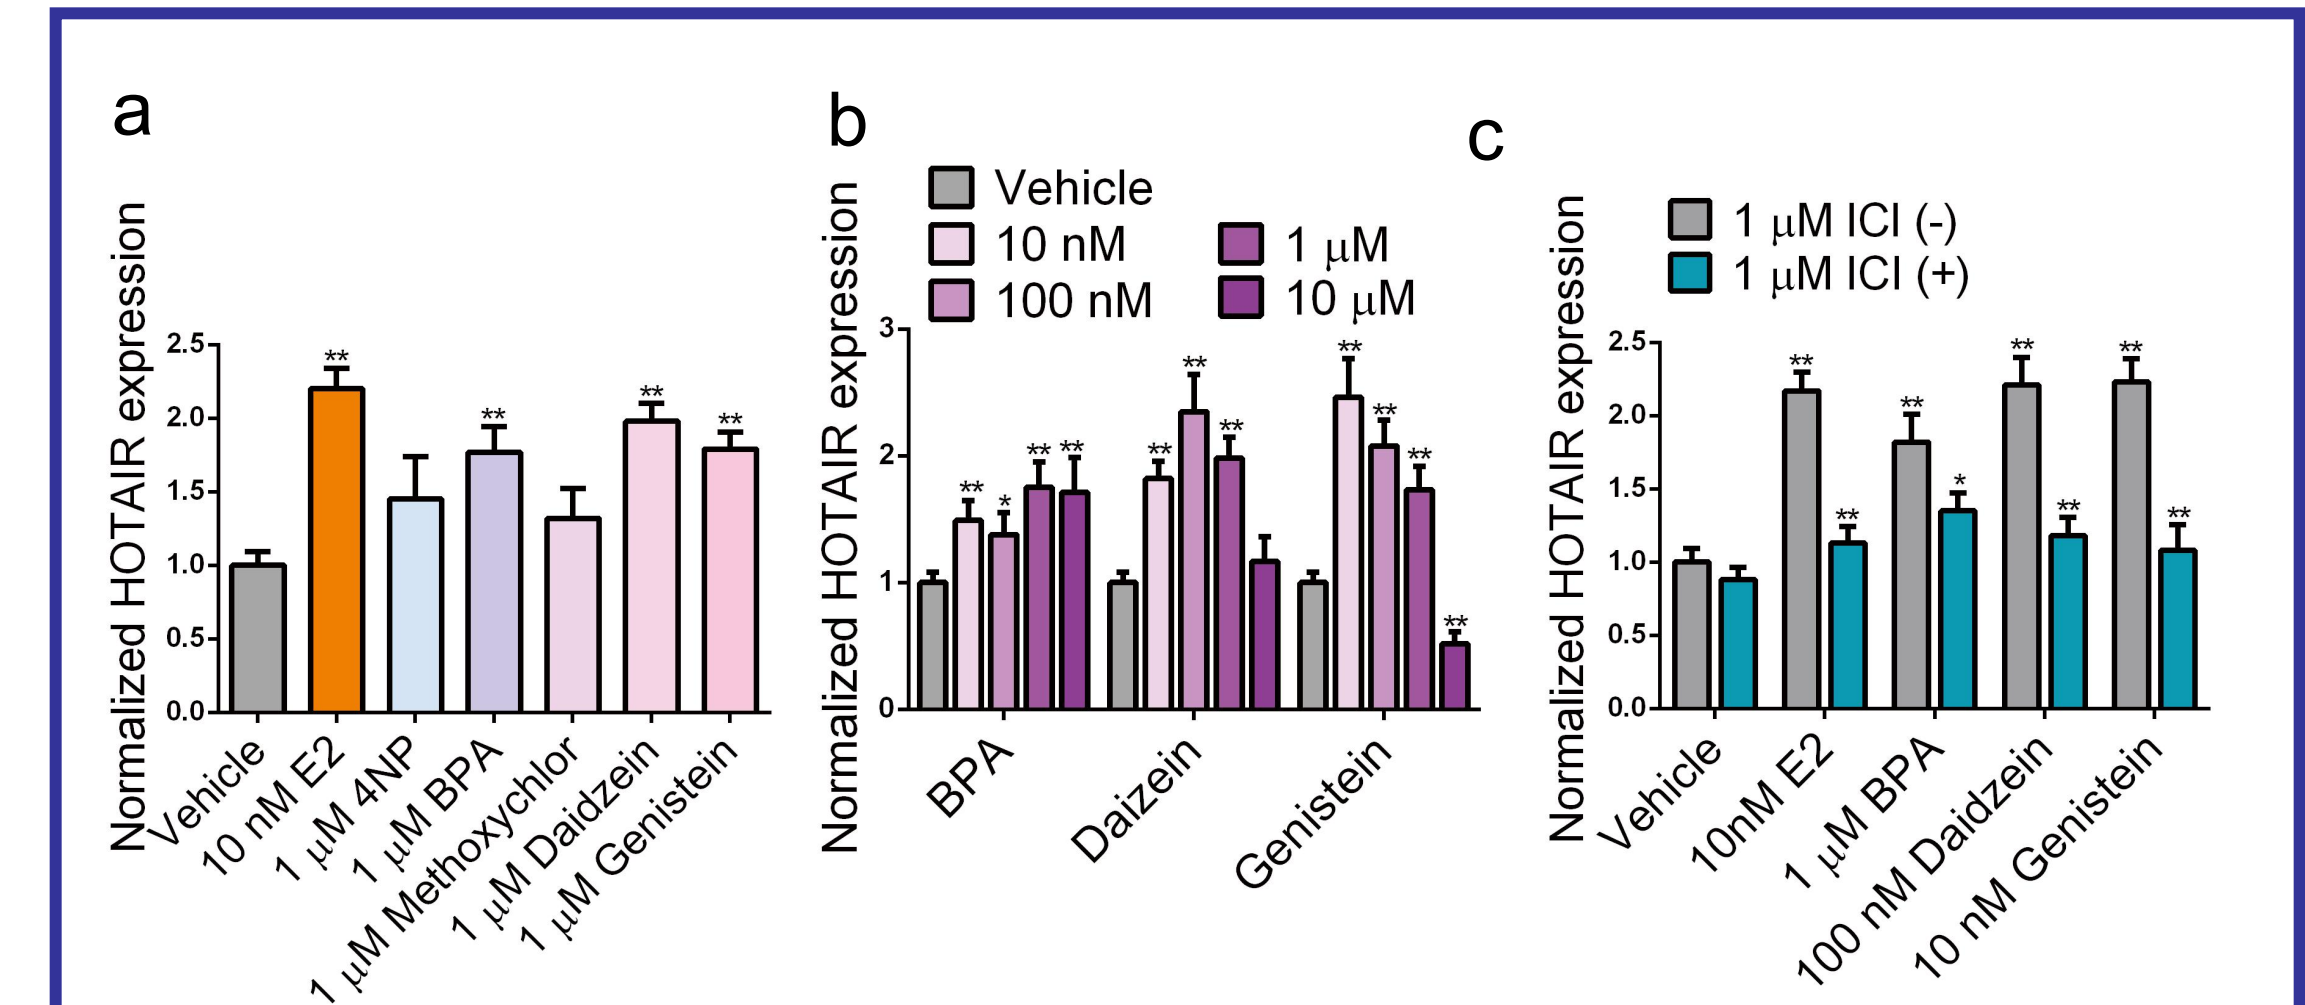 a
Normalized HOTAIR expression
2.5
2.0
1.5
1.0
0.5
0.0
**
**
**
**
Vehicle
10 nM E2
1 μM 4NP
1 μM BPA
1 μM Methoxychlor
1 μM Daidzein
1 μM Genistein
b
Vehicle
10 nM
100 nM
1 μM
10 μM
Normalized HOTAIR expression
3
2
1
0
**
*
**
**
**
**
**
**
**
**
**
BPA
Daizein
Genistein
c
1 μM ICI (-)
1 μM ICI (+)
Normalized HOTAIR expression
2.5
2.0
1.5
1.0
0.5
0.0
**
**
**
*
**
**
**
**
Vehicle
10nM E2
1 μM BPA
100 nM Daidzein
10 nM Genistein